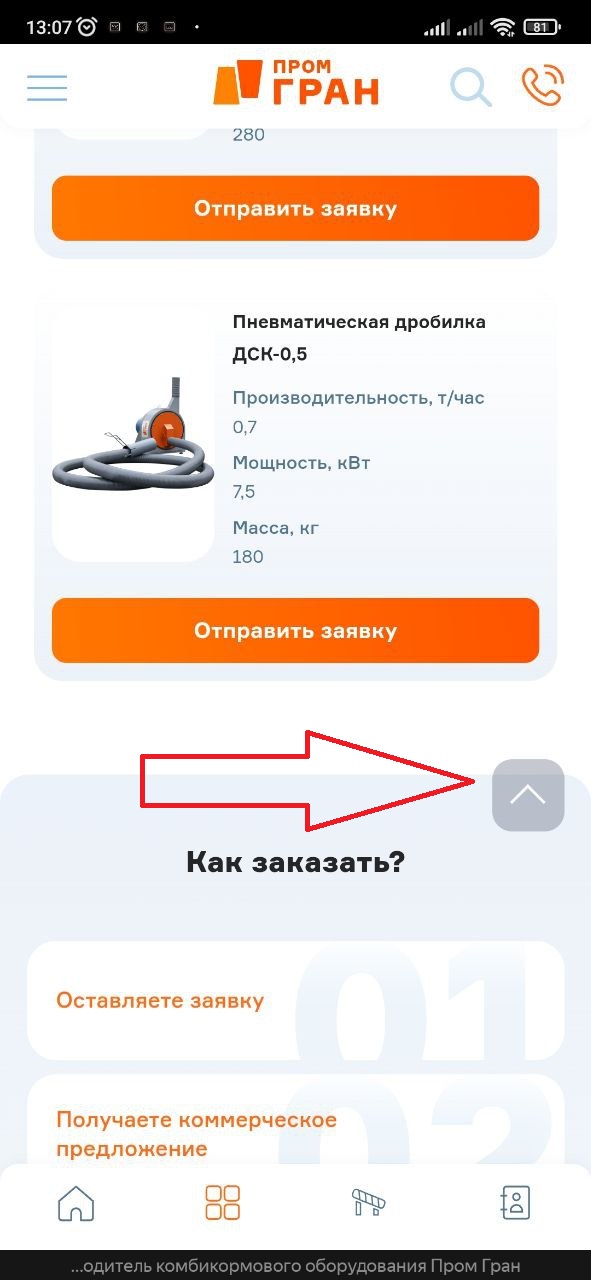 13:07
81
ПРОМ
ГРАН
280
Отправить заявку
Пневматическая дробилка
ДСК-0,5
Производительность, т/час
0,7
Мощность, кВт
7,5
Масса, кг
180
Отправить заявку
Как заказать?
01
Оставляете заявку
02
Получаете коммерческое
предложение
...одитель комбикормового оборудования Пром Гран